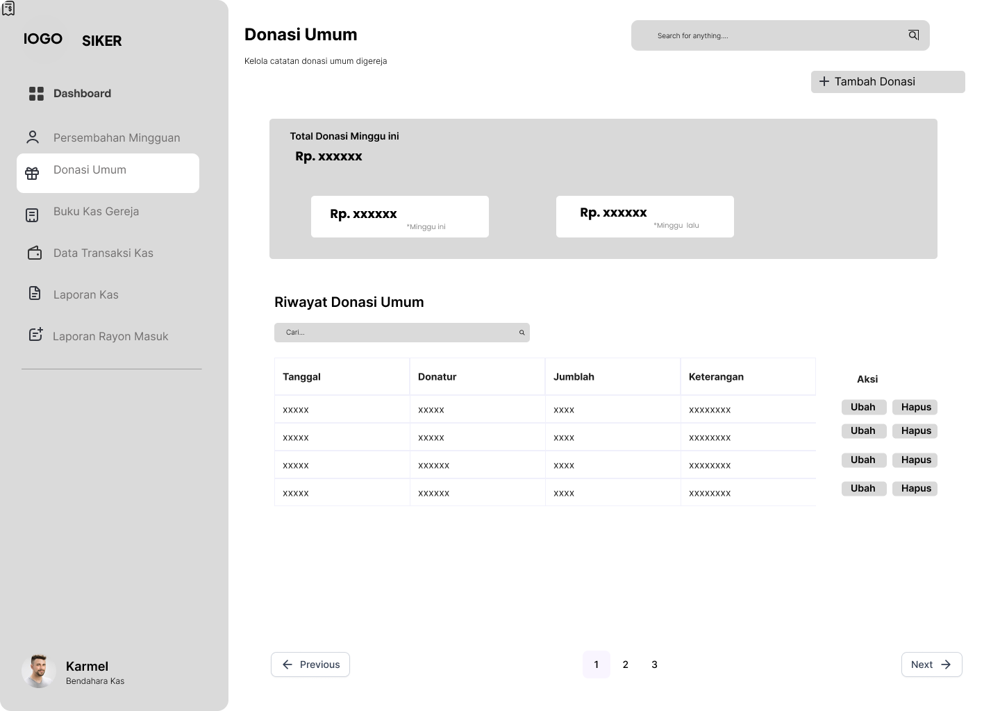 lOGO
SIKER
Dashboard
Persembahan Mingguan
Donasi Umum
Buku Kas Gereja
Data Transaksi Kas
Laporan Kas
Laporan Rayon Masuk
Karmel
Bendahara Kas
Donasi Umum
Kelola catatan donasi umum digereja
Search for anything....
Tambah Donasi
Total Donasi Minggu ini
Rp. xxxxxx
Rp. xxxxxx
*Minggu ini
Rp. xxxxxx
*Minggu lalu
Riwayat Donasi Umum
Cari...
Tanggal Donatur Jumblah Keterangan Aksi
xxxxx xxxxx xxxx xxxxxxxx Ubah Hapus
xxxxx xxxxx xxxx xxxxxxxx Ubah Hapus
xxxxx xxxxxx xxxx xxxxxxxx Ubah Hapus
xxxxx xxxxxx xxxx xxxxxxxx Ubah Hapus
Previous 1 2 3 Next